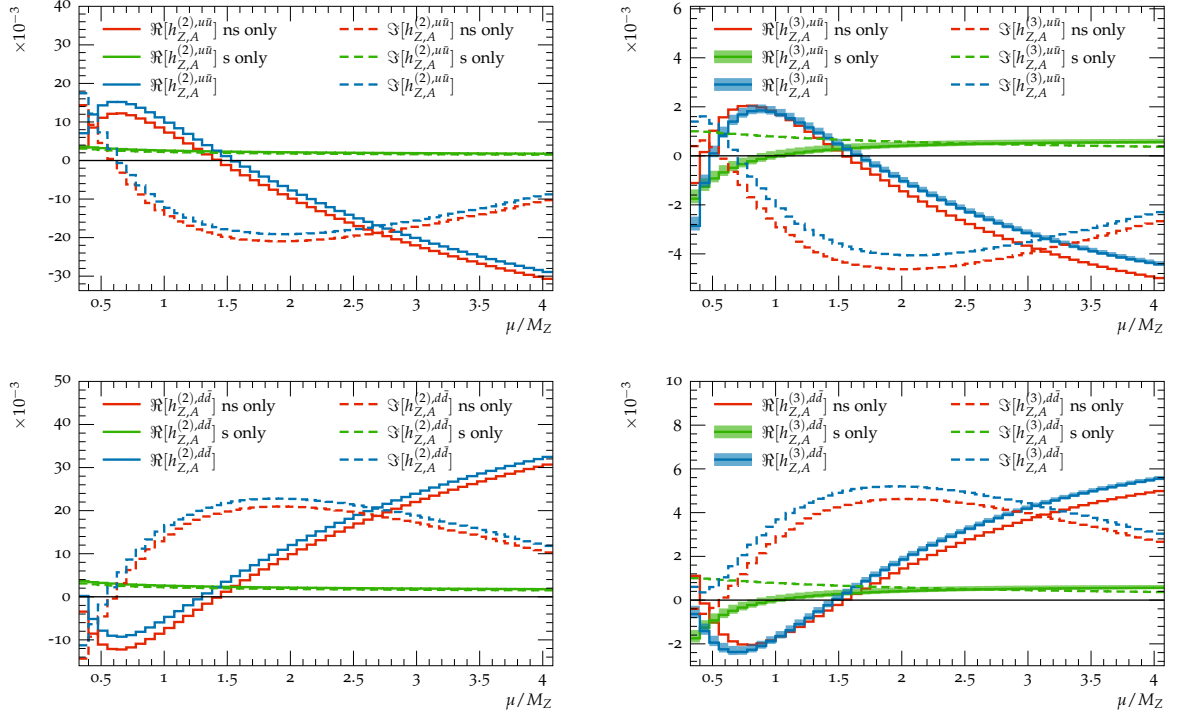 ×10⁻³
40
30
20
10
0
-10
-20
-30
0.5 1 1.5 2 2.5 3 3.5 4
μ/M_Z
ℜ[h_{Z,A}^{(2),uū}] ns only
ℜ[h_{Z,A}^{(2),uū}] s only
ℜ[h_{Z,A}^{(2),uū}]
ℑ[h_{Z,A}^{(2),uū}] ns only
ℑ[h_{Z,A}^{(2),uū}] s only
ℑ[h_{Z,A}^{(2),uū}]
×10⁻³
6
4
2
0
-2
-4
0.5 1 1.5 2 2.5 3 3.5 4
μ/M_Z
ℜ[h_{Z,A}^{(3),uū}] ns only
ℜ[h_{Z,A}^{(3),uū}] s only
ℜ[h_{Z,A}^{(3),uū}]
ℑ[h_{Z,A}^{(3),uū}] ns only
ℑ[h_{Z,A}^{(3),uū}] s only
ℑ[h_{Z,A}^{(3),uū}]
×10⁻³
50
40
30
20
10
0
-10
0.5 1 1.5 2 2.5 3 3.5 4
μ/M_Z
ℜ[h_{Z,A}^{(2),dd̄}] ns only
ℜ[h_{Z,A}^{(2),dd̄}] s only
ℜ[h_{Z,A}^{(2),dd̄}]
ℑ[h_{Z,A}^{(2),dd̄}] ns only
ℑ[h_{Z,A}^{(2),dd̄}] s only
ℑ[h_{Z,A}^{(2),dd̄}]
×10⁻³
10
8
6
4
2
0
-2
0.5 1 1.5 2 2.5 3 3.5 4
μ/M_Z
ℜ[h_{Z,A}^{(3),dd̄}] ns only
ℜ[h_{Z,A}^{(3),dd̄}] s only
ℜ[h_{Z,A}^{(3),dd̄}]
ℑ[h_{Z,A}^{(3),dd̄}] ns only
ℑ[h_{Z,A}^{(3),dd̄}] s only
ℑ[h_{Z,A}^{(3),dd̄}]